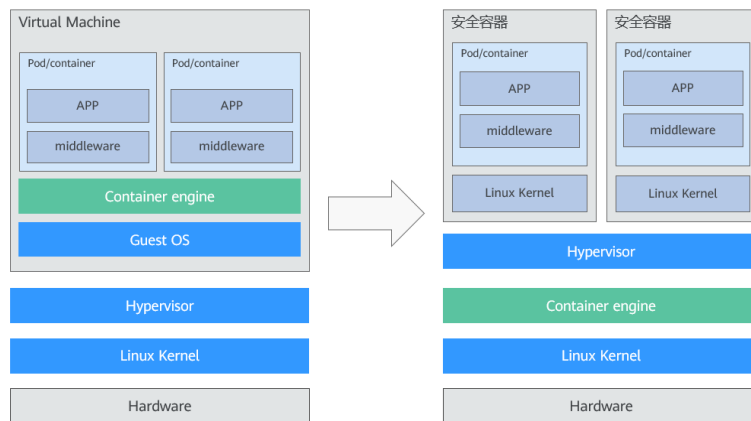 Virtual Machine
Pod/container
APP
middleware
Pod/container
APP
middleware
Container engine
Guest OS
Hypervisor
Linux Kernel
Hardware
安全容器
Pod/container
APP
middleware
Linux Kernel
安全容器
Pod/container
APP
middleware
Linux Kernel
Hypervisor
Container engine
Linux Kernel
Hardware